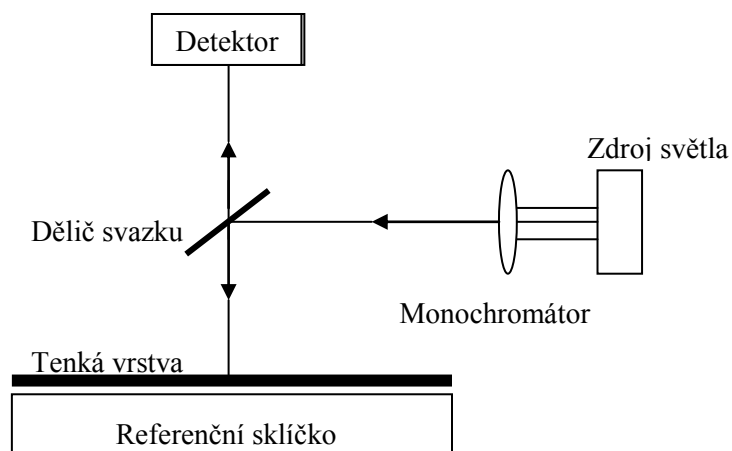 Detektor
Zdroj světla
Dělič svazku
Monochromátor
Tenká vrstva
Referenční sklíčko